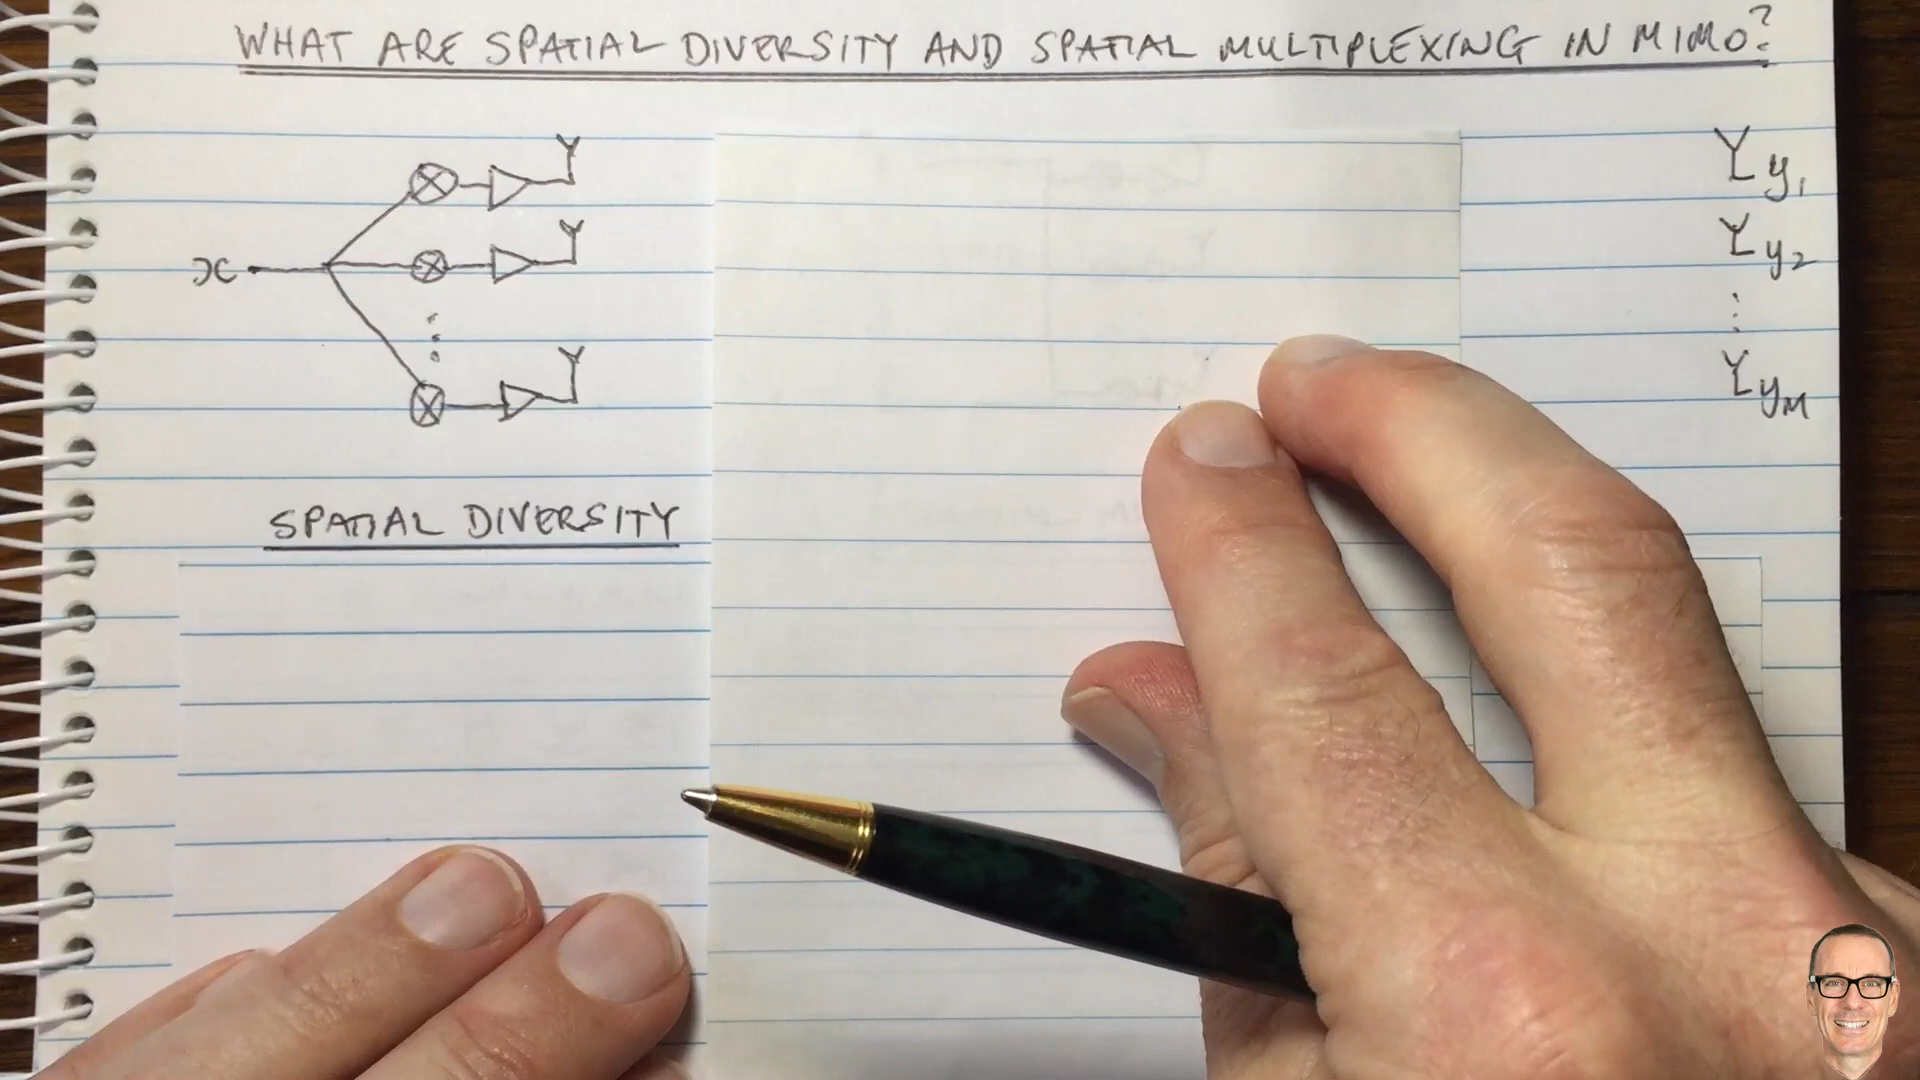 WHAT ARE SPATIAL DIVERSITY AND SPATIAL MULTIPLEXING IN MIMO?
x
y1
y2
yM
SPATIAL DIVERSITY